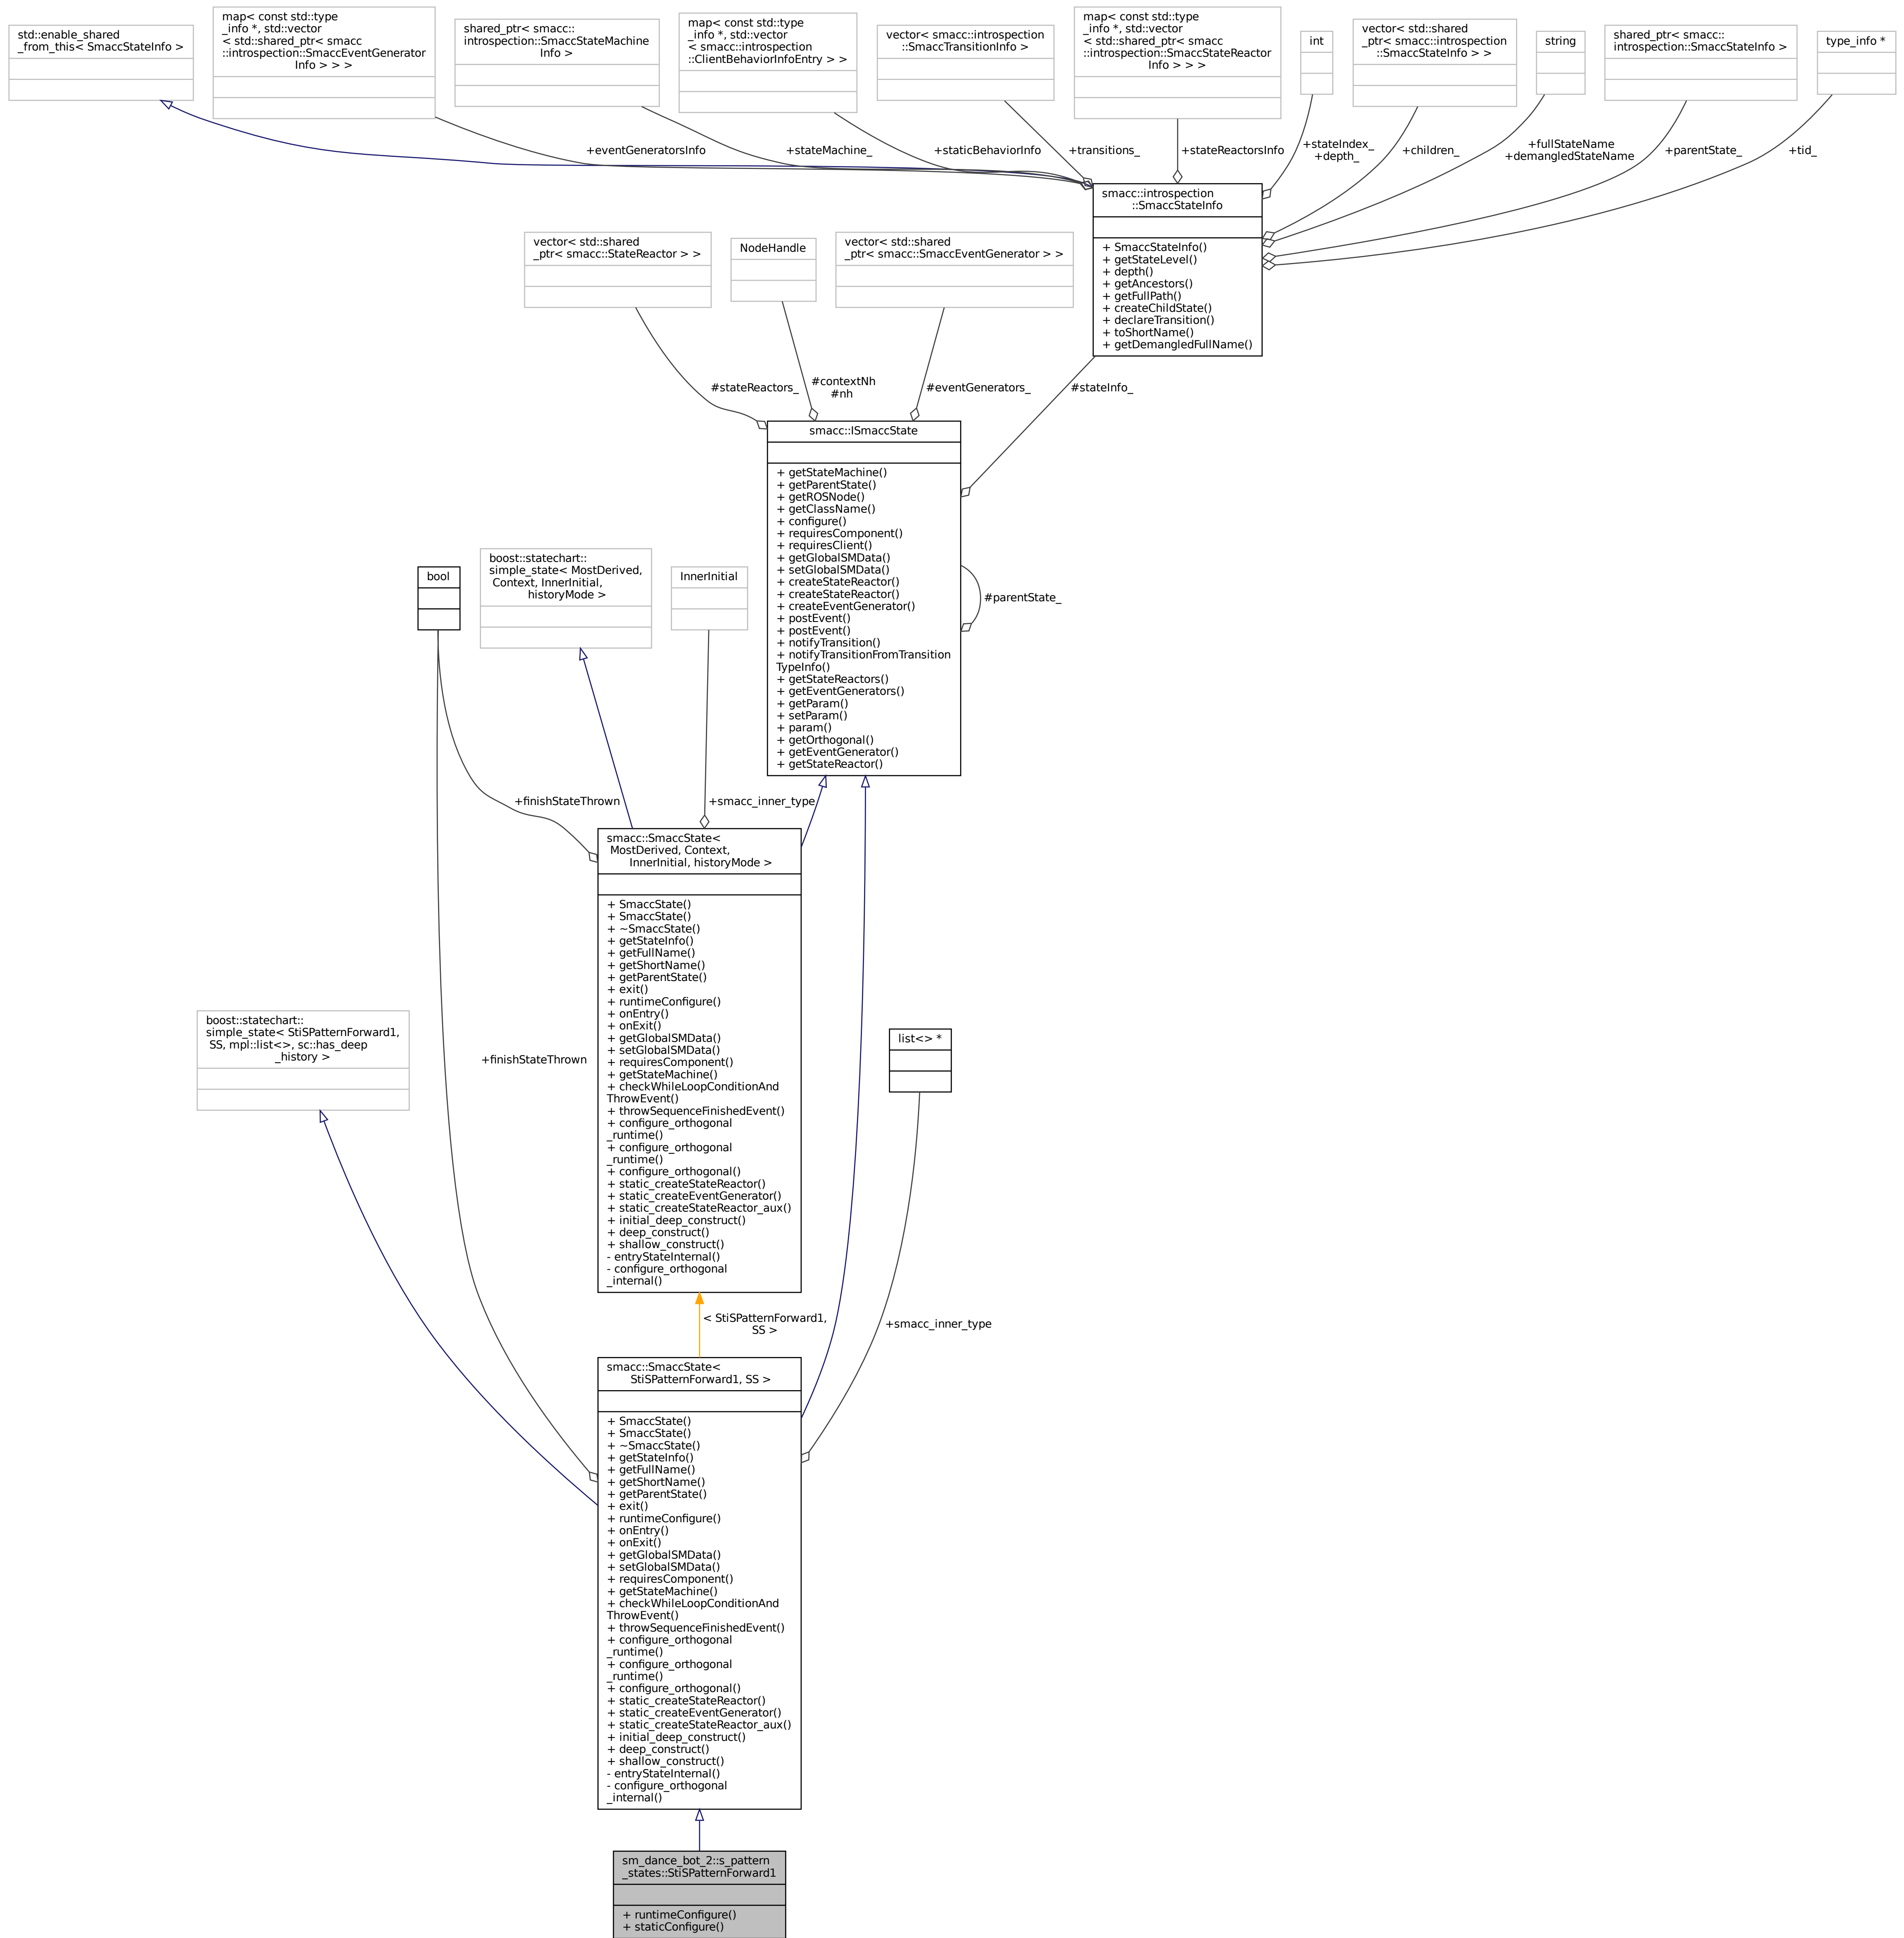 std::enable_shared
_from_this< SmaccStateInfo >
map< const std::type
_info *, std::vector
< std::shared_ptr< smacc
::introspection::SmaccEventGenerator
Info > > >
shared_ptr< smacc::
introspection::SmaccStateMachine
Info >
map< const std::type
_info *, std::vector
< smacc::introspection
::ClientBehaviorInfoEntry > >
vector< smacc::introspection
::SmaccTransitionInfo >
map< const std::type
_info *, std::vector
< std::shared_ptr< smacc
::introspection::SmaccStateReactor
Info > > >
int
vector< std::shared
_ptr< smacc::introspection
::SmaccStateInfo > >
string
shared_ptr< smacc::
introspection::SmaccStateInfo >
type_info *
+eventGeneratorsInfo
+stateMachine_
+staticBehaviorInfo
+transitions_
+stateReactorsInfo
+stateIndex_
+depth_
+children_
+fullStateName
+demangledStateName
+parentState_
+tid_
smacc::introspection
::SmaccStateInfo
+ SmaccStateInfo()
+ getStateLevel()
+ depth()
+ getAncestors()
+ getFullPath()
+ createChildState()
+ declareTransition()
+ toShortName()
+ getDemangledFullName()
vector< std::shared
_ptr< smacc::StateReactor > >
NodeHandle
vector< std::shared
_ptr< smacc::SmaccEventGenerator > >
#stateReactors_
#contextNh
#nh
#eventGenerators_
#stateInfo_
smacc::ISmaccState
+ getStateMachine()
+ getParentState()
+ getROSNode()
+ getClassName()
+ configure()
+ requiresComponent()
+ requiresClient()
+ getGlobalSMData()
+ setGlobalSMData()
+ createStateReactor()
+ createStateReactor()
+ createEventGenerator()
+ postEvent()
+ postEvent()
+ notifyTransition()
+ notifyTransitionFromTransition
TypeInfo()
+ getStateReactors()
+ getEventGenerators()
+ getParam()
+ setParam()
+ param()
+ getOrthogonal()
+ getEventGenerator()
+ getStateReactor()
#parentState_
bool
boost::statechart::
simple_state< MostDerived,
Context, InnerInitial,
historyMode >
InnerInitial
+finishStateThrown
+smacc_inner_type
smacc::SmaccState<
MostDerived, Context,
InnerInitial, historyMode >
+ SmaccState()
+ SmaccState()
+ ~SmaccState()
+ getStateInfo()
+ getFullName()
+ getShortName()
+ getParentState()
+ exit()
+ runtimeConfigure()
+ onEntry()
+ onExit()
+ getGlobalSMData()
+ setGlobalSMData()
+ requiresComponent()
+ getStateMachine()
+ checkWhileLoopConditionAnd
ThrowEvent()
+ throwSequenceFinishedEvent()
+ configure_orthogonal
_runtime()
+ configure_orthogonal
_runtime()
+ configure_orthogonal()
+ static_createStateReactor()
+ static_createEventGenerator()
+ static_createStateReactor_aux()
+ initial_deep_construct()
+ deep_construct()
+ shallow_construct()
- entryStateInternal()
- configure_orthogonal
_internal()
boost::statechart::
simple_state< StiSPatternForward1,
SS, mpl::list<>, sc::has_deep
_history >
+finishStateThrown
list<> *
< StiSPatternForward1,
SS >
+smacc_inner_type
smacc::SmaccState<
StiSPatternForward1, SS >
+ SmaccState()
+ SmaccState()
+ ~SmaccState()
+ getStateInfo()
+ getFullName()
+ getShortName()
+ getParentState()
+ exit()
+ runtimeConfigure()
+ onEntry()
+ onExit()
+ getGlobalSMData()
+ setGlobalSMData()
+ requiresComponent()
+ getStateMachine()
+ checkWhileLoopConditionAnd
ThrowEvent()
+ throwSequenceFinishedEvent()
+ configure_orthogonal
_runtime()
+ configure_orthogonal
_runtime()
+ configure_orthogonal()
+ static_createStateReactor()
+ static_createEventGenerator()
+ static_createStateReactor_aux()
+ initial_deep_construct()
+ deep_construct()
+ shallow_construct()
- entryStateInternal()
- configure_orthogonal
_internal()
sm_dance_bot_2::s_pattern
_states::StiSPatternForward1
+ runtimeConfigure()
+ staticConfigure()